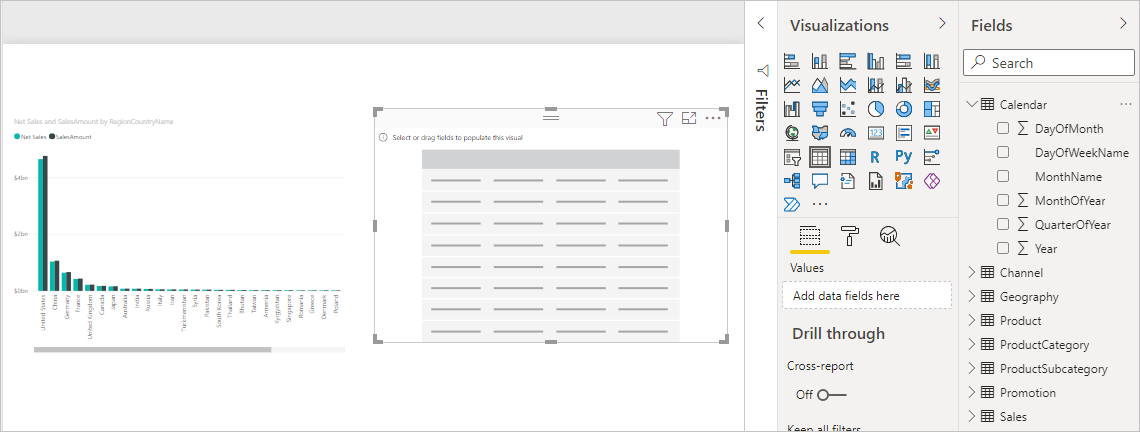 Net Sales and SalesAmount by RegionCountryName
Net Sales SalesAmount
$4bn
$2bn
$0bn
United States
China
Germany
France
United Kingdom
Canada
Japan
Australia
India
Russia
Italy
Iran
Turkmenistan
Syria
Pakistan
South Korea
Thailand
Bhutan
Taiwan
Armenia
Kyrgyzstan
Singapore
Romania
Greece
Denmark
Poland
Select or drag fields to populate this visual
Filters
Visualizations
123
R
Py
Values
Add data fields here
Drill through
Cross-report
Off
Keep all filters
Fields
Search
Calendar
∑ DayOfMonth
DayOfWeekName
MonthName
∑ MonthOfYear
∑ QuarterOfYear
∑ Year
Channel
Geography
Product
ProductCategory
ProductSubcategory
Promotion
Sales